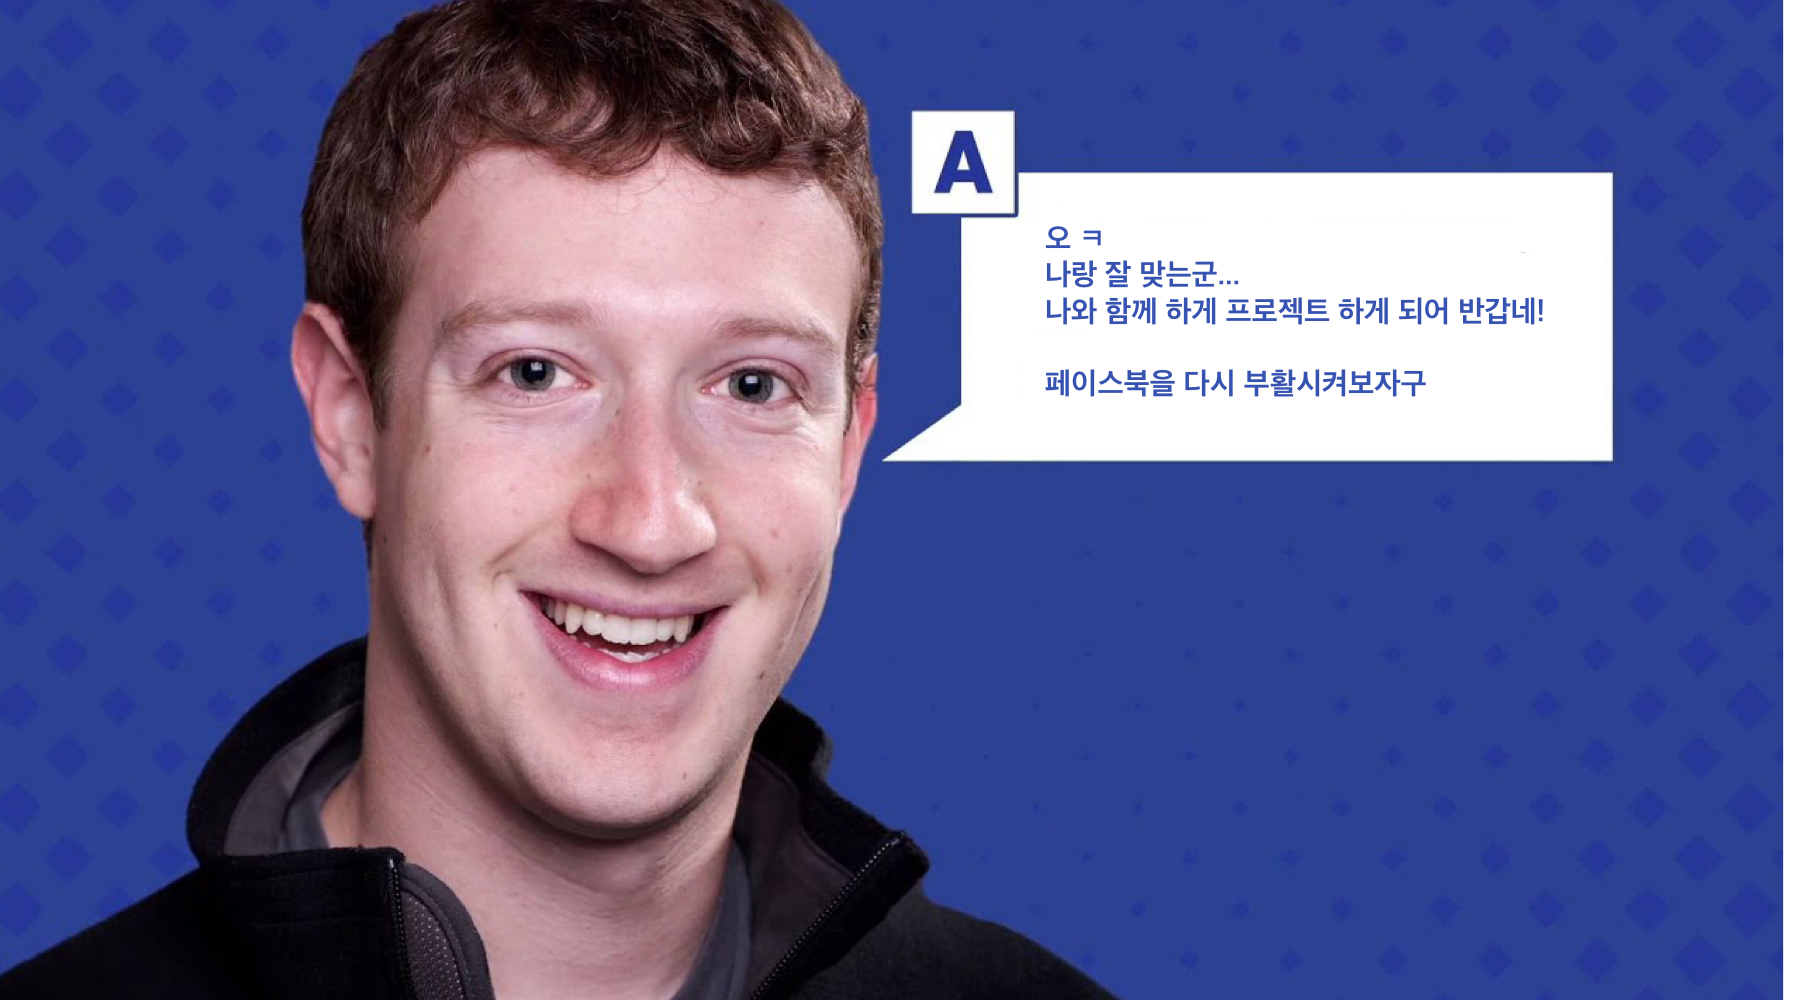 A
오 ㅋ
나랑 잘 맞는군...
나와 함께 하게 프로젝트 하게 되어 반갑네!
페이스북을 다시 부활시켜보자구